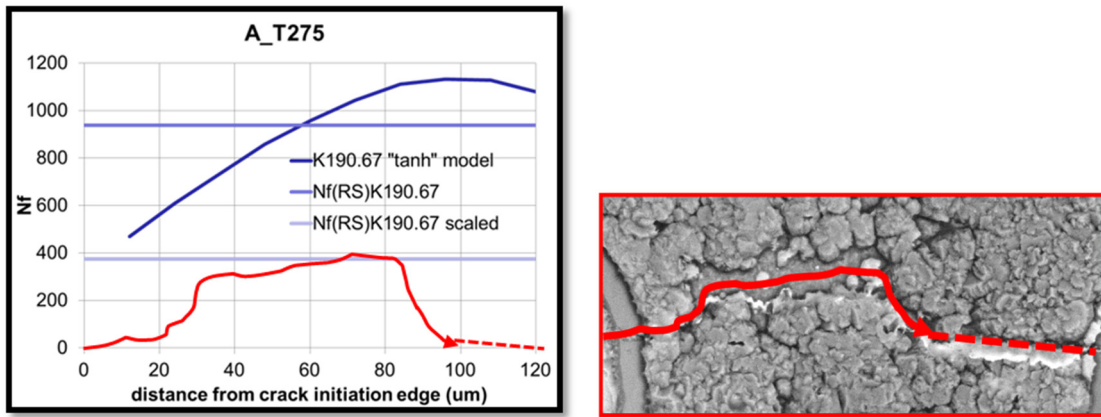 A_T275
1200
1000
800
600
400
200
0
Nf
K190.67 "tanh" model
Nf(RS)K190.67
Nf(RS)K190.67 scaled
0 20 40 60 80 100 120
distance from crack initiation edge (um)